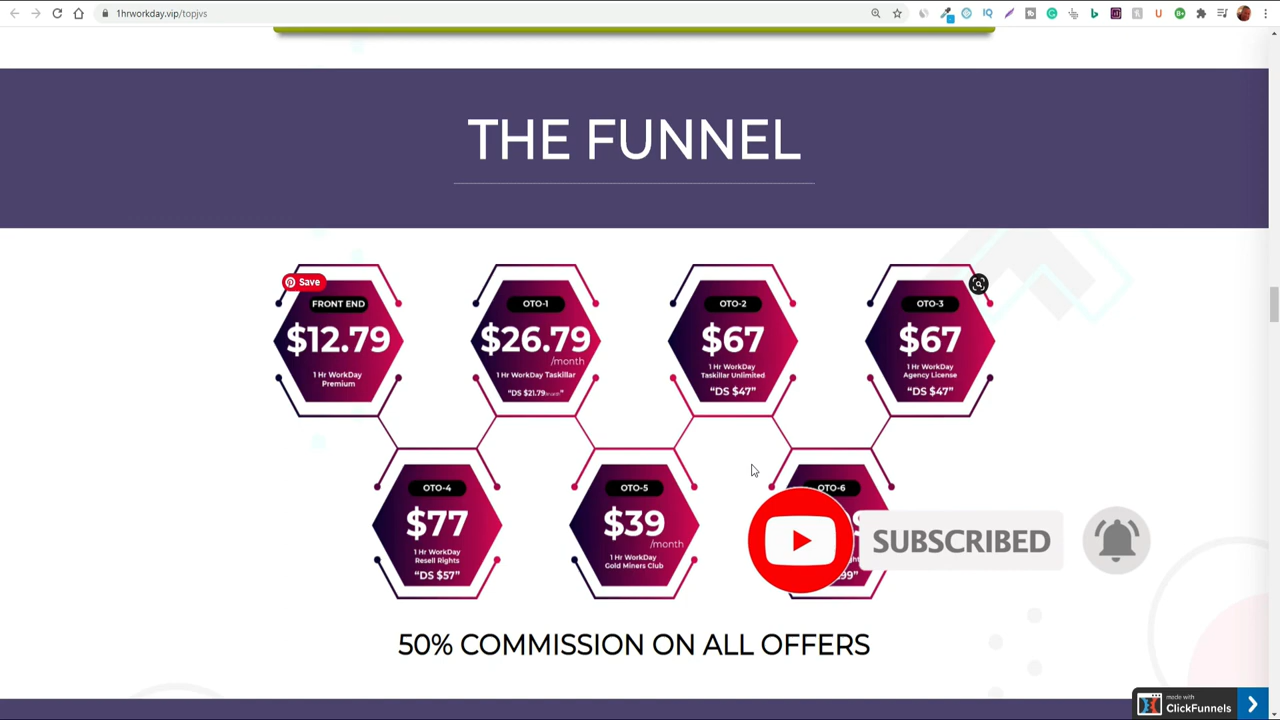 1hrworkday.vip/topjvs
THE FUNNEL
Save
FRONT END
$12.79
1 Hr WorkDay
Premium
OTO-1
$26.79
/month
1 Hr WorkDay Taskillar
"DS $21.79/month"
OTO-2
$67
1 Hr WorkDay
Taskillar Unlimited
"DS $47"
OTO-3
$67
1 Hr WorkDay
Agency License
"DS $47"
OTO-4
$77
1 Hr WorkDay
Resell Rights
"DS $57"
OTO-5
$39
/month
1 Hr WorkDay
Gold Miners Club
OTO-6
SUBSCRIBED
50% COMMISSION ON ALL OFFERS
made with
ClickFunnels